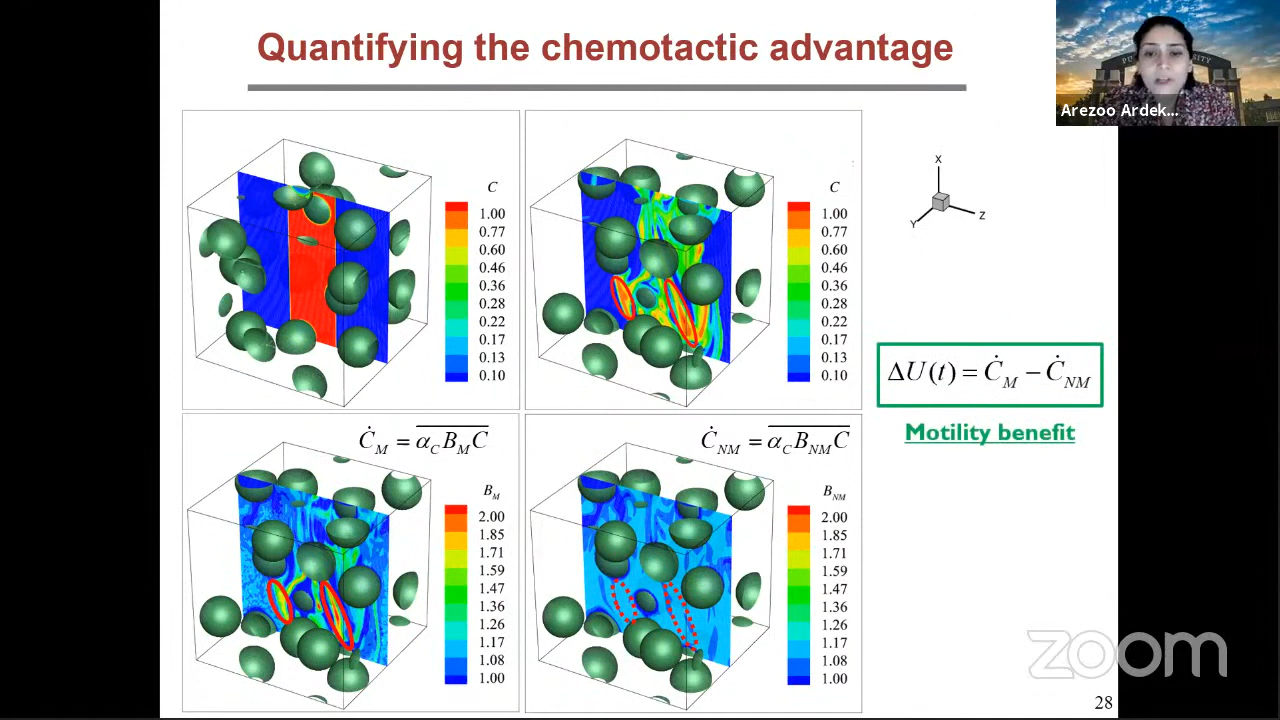 Quantifying the chemotactic advantage
Arezoo Ardek...
C
1.00
0.77
0.60
0.46
0.36
0.28
0.22
0.17
0.13
0.10
C
1.00
0.77
0.60
0.46
0.36
0.28
0.22
0.17
0.13
0.10
X
Y
Z
ΔU(t) = Ċ_M − Ċ_NM
Motility benefit
Ċ_M = \overline{α_C B_M C}
B_M
2.00
1.85
1.71
1.59
1.47
1.36
1.26
1.17
1.08
1.00
Ċ_NM = \overline{α_C B_NM C}
B_NM
2.00
1.85
1.71
1.59
1.47
1.36
1.26
1.17
1.08
1.00
zoom
28